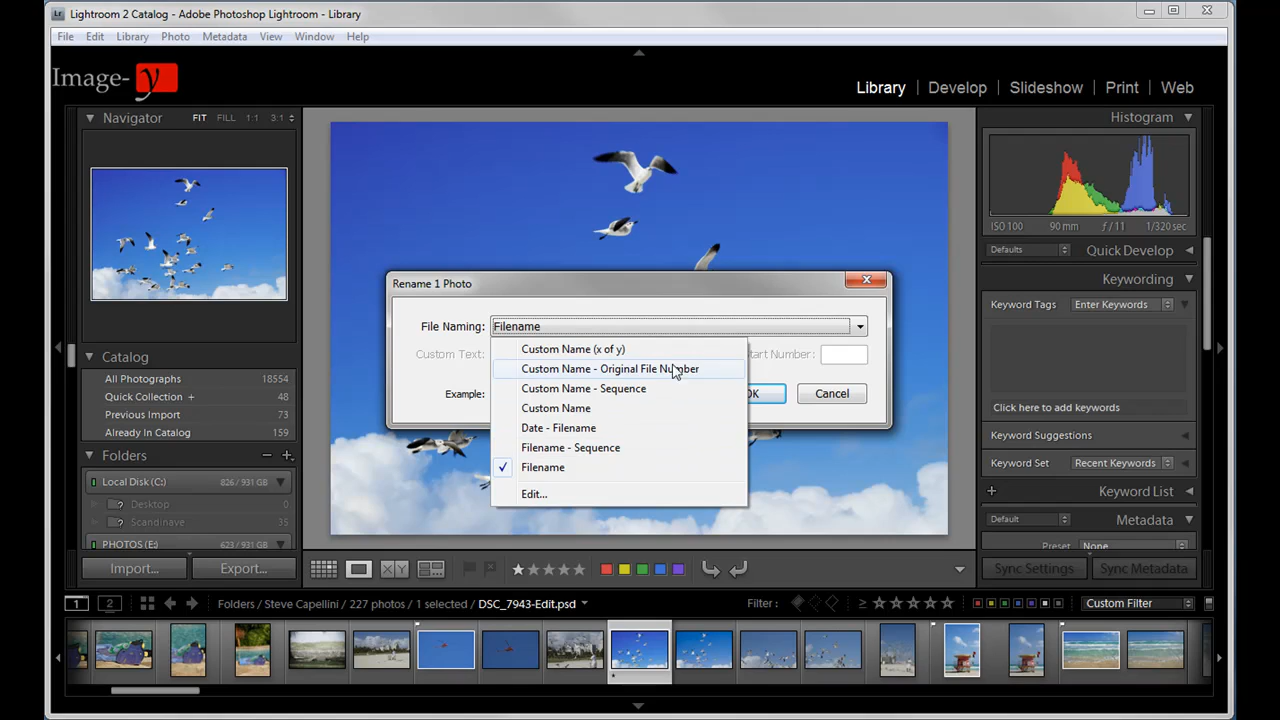 Lr Lightroom 2 Catalog - Adobe Photoshop Lightroom - Library
File Edit Library Photo Metadata View Window Help
Image-y
Library | Develop | Slideshow | Print | Web
Navigator FIT FILL 1:1 3:1
Histogram
ISO 100 90 mm f / 11 1/320 sec
Defaults Quick Develop
Keywording
Keyword Tags Enter Keywords
Click here to add keywords
Keyword Suggestions
Keyword Set Recent Keywords
Keyword List
Default Metadata
Preset None
Sync Settings Sync Metadata
Catalog
All Photographs 18554
Quick Collection + 48
Previous Import 143
Already In Catalog 159
Folders
Local Disk (C:) 826 / 931 GB
Desktop 0
Scandinave 35
PHOTOS (E:) 623 / 931 GB
Import... Export...
Rename 1 Photo
File Naming: Filename
Custom Text:
Example:
Custom Name (x of y)
Custom Name - Original File Number
Custom Name - Sequence
Custom Name
Date - Filename
Filename - Sequence
Filename
Edit...
Number:
OK Cancel
X Y
1 2 Folders / Steve Capellini / 227 photos / 1 selected / DSC_7943-Edit.psd Filter: Custom Filter